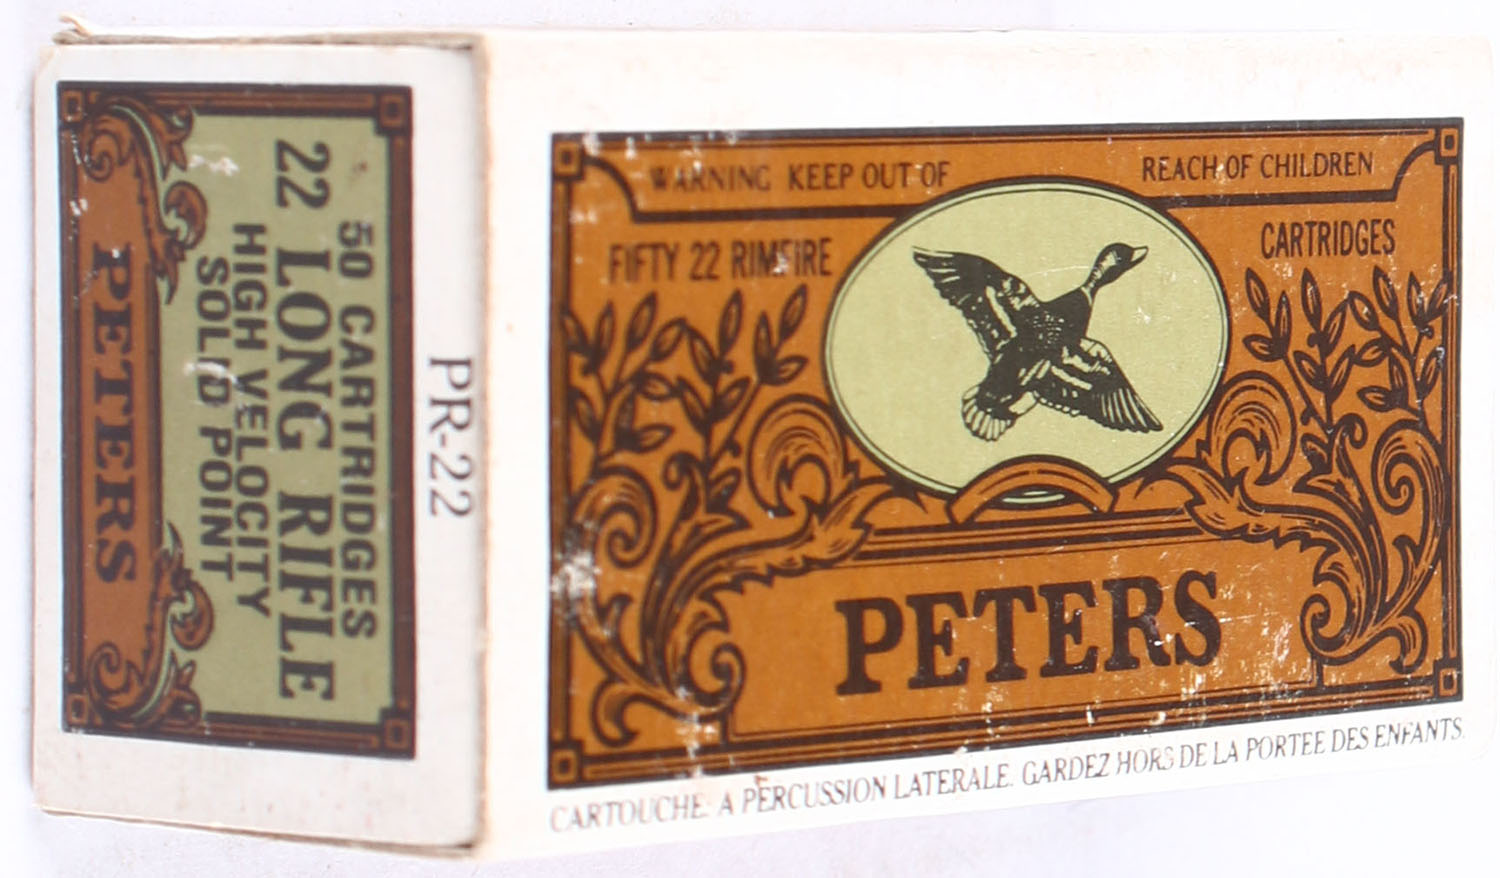 PR-22
50 CARTRIDGES
22 LONG RIFLE
HIGH VELOCITY
SOLID POINT
PETERS
WARNING KEEP OUT OF REACH OF CHILDREN
FIFTY 22 RIMFIRE CARTRIDGES
PETERS
CARTOUCHE. A PERCUSSION LATERALE. GARDEZ HORS DE LA PORTEE DES ENFANTS.